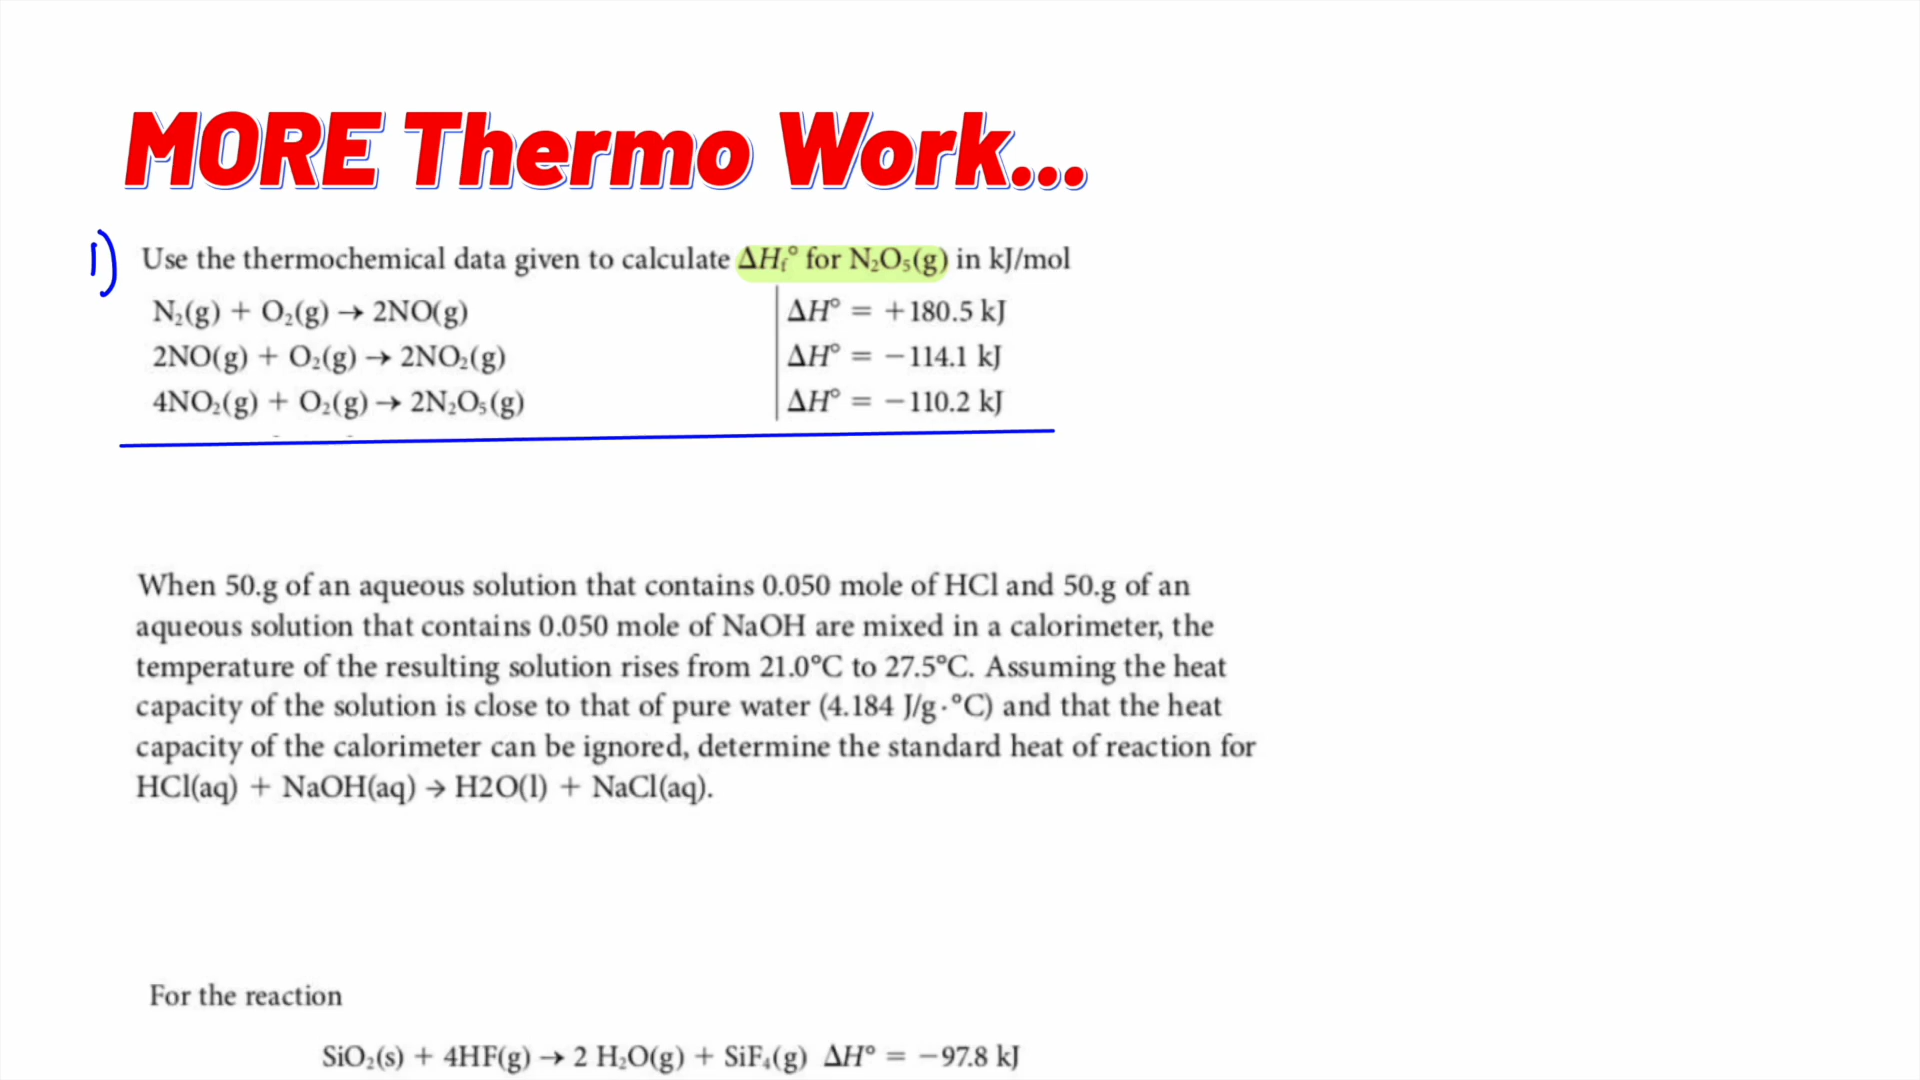 MORE Thermo Work...
1) Use the thermochemical data given to calculate ΔH_f° for N₂O₅(g) in kJ/mol
N₂(g) + O₂(g) → 2NO(g) ΔH° = +180.5 kJ
2NO(g) + O₂(g) → 2NO₂(g) ΔH° = −114.1 kJ
4NO₂(g) + O₂(g) → 2N₂O₅(g) ΔH° = −110.2 kJ
When 50.g of an aqueous solution that contains 0.050 mole of HCl and 50.g of an
aqueous solution that contains 0.050 mole of NaOH are mixed in a calorimeter, the
temperature of the resulting solution rises from 21.0°C to 27.5°C. Assuming the heat
capacity of the solution is close to that of pure water (4.184 J/g·°C) and that the heat
capacity of the calorimeter can be ignored, determine the standard heat of reaction for
HCl(aq) + NaOH(aq) → H2O(l) + NaCl(aq).
For the reaction
SiO₂(s) + 4HF(g) → 2 H₂O(g) + SiF₄(g) ΔH° = −97.8 kJ